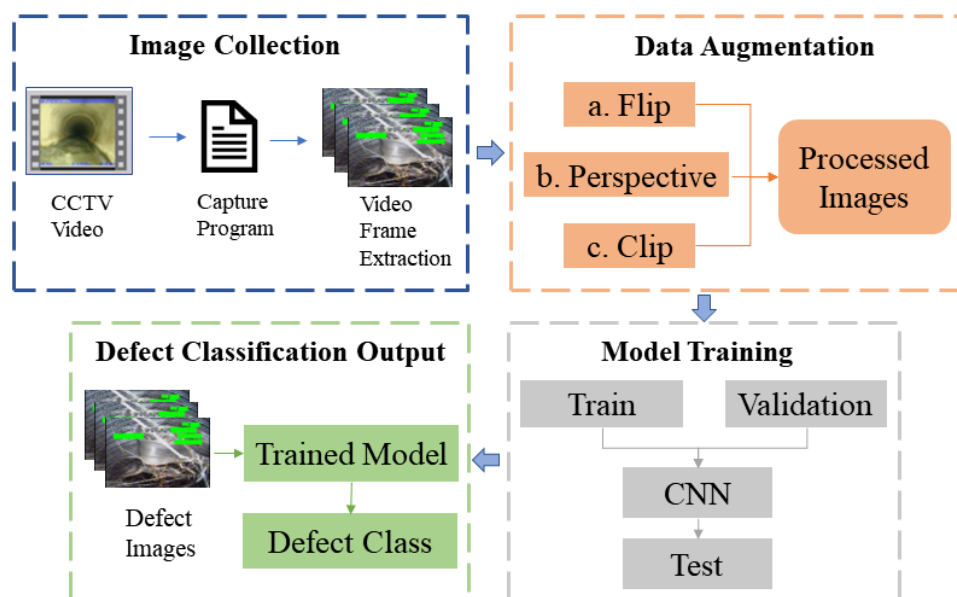 Image Collection
CCTV
Video
Capture
Program
Video
Frame
Extraction
Data Augmentation
a. Flip
b. Perspective
c. Clip
Processed
Images
Defect Classification Output
Defect
Images
Trained Model
Defect Class
Model Training
Train
Validation
CNN
Test